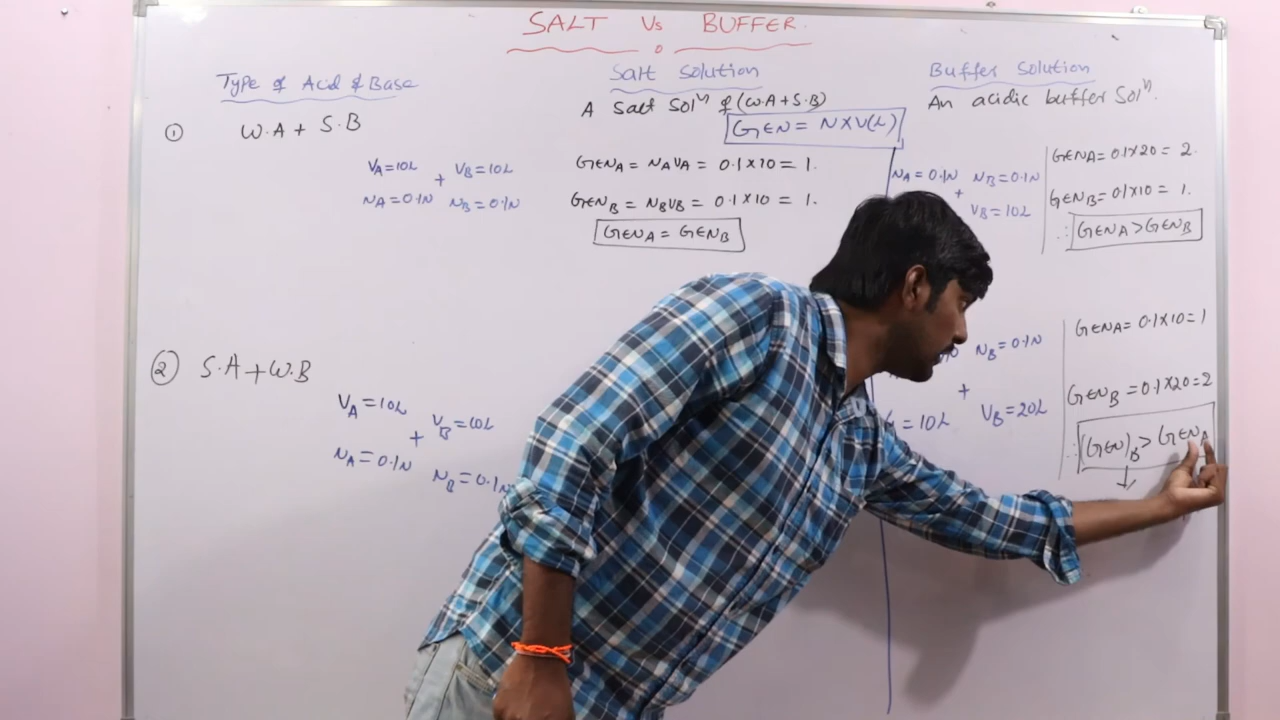 SALT Vs BUFFER.
Type of Acid & Base
Salt Solution
Buffer Solution
① W.A + S.B
A Salt Solⁿ of (W.A + S.B)
GEN = N×V(L)
An acidic buffer Solⁿ.
VA = 10L + VB = 10L
NA = 0.1N NB = 0.1N
GENA = NAVA = 0.1×10 = 1.
GENB = NBVB = 0.1×10 = 1.
GENA = GENB
NA = 0.1N + NB = 0.1N
VB = 10L
GENA = 0.1×20 = 2.
GENB = 0.1×10 = 1.
∴ GENA > GENB
② S.A + W.B
VA = 10L + VB = 10L
NA = 0.1N NB = 0.1N
NB = 0.1N
+
= 10L VB = 20L
GENA = 0.1×10 = 1
GENB = 0.1×20 = 2
∴ (GEN)B > GENA